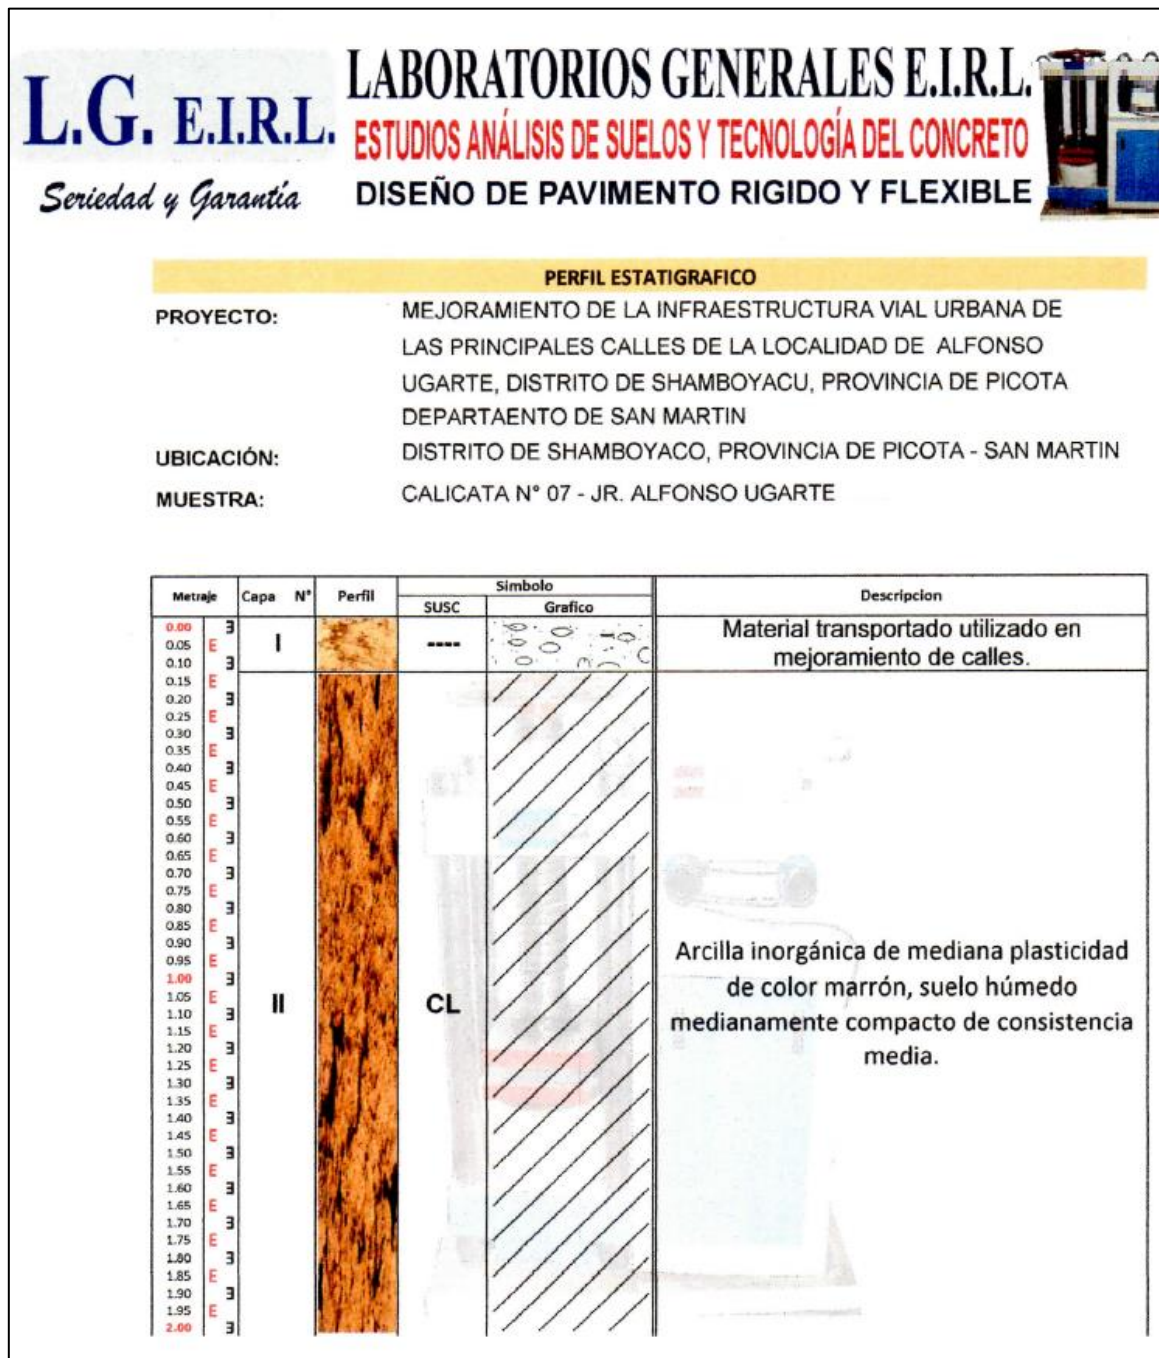 L.G. E.I.R.L.
Seriedad y Garantía
LABORATORIOS GENERALES E.I.R.L.
ESTUDIOS ANÁLISIS DE SUELOS Y TECNOLOGÍA DEL CONCRETO
DISEÑO DE PAVIMENTO RIGIDO Y FLEXIBLE
PERFIL ESTATIGRAFICO
PROYECTO: MEJORAMIENTO DE LA INFRAESTRUCTURA VIAL URBANA DE
LAS PRINCIPALES CALLES DE LA LOCALIDAD DE ALFONSO
UGARTE, DISTRITO DE SHAMBOYACU, PROVINCIA DE PICOTA
DEPARTAENTO DE SAN MARTIN
UBICACIÓN: DISTRITO DE SHAMBOYACO, PROVINCIA DE PICOTA - SAN MARTIN
MUESTRA: CALICATA N° 07 - JR. ALFONSO UGARTE
Metraje Capa N° Perfil Simbolo Descripcion
SUSC Grafico
0.00 E
0.05 E I ---- Material transportado utilizado en
0.10 E mejoramiento de calles.
0.15 E
0.20 E
0.25 E
0.30 E
0.35 E
0.40 E
0.45 E
0.50 E
0.55 E
0.60 E
0.65 E
0.70 E
0.75 E
0.80 E
0.85 E
0.90 E Arcilla inorgánica de mediana plasticidad
0.95 E
1.00 E de color marrón, suelo húmedo
1.05 E II CL
1.10 E medianamente compacto de consistencia
1.15 E
1.20 E media.
1.25 E
1.30 E
1.35 E
1.40 E
1.45 E
1.50 E
1.55 E
1.60 E
1.65 E
1.70 E
1.75 E
1.80 E
1.85 E
1.90 E
1.95 E
2.00 E